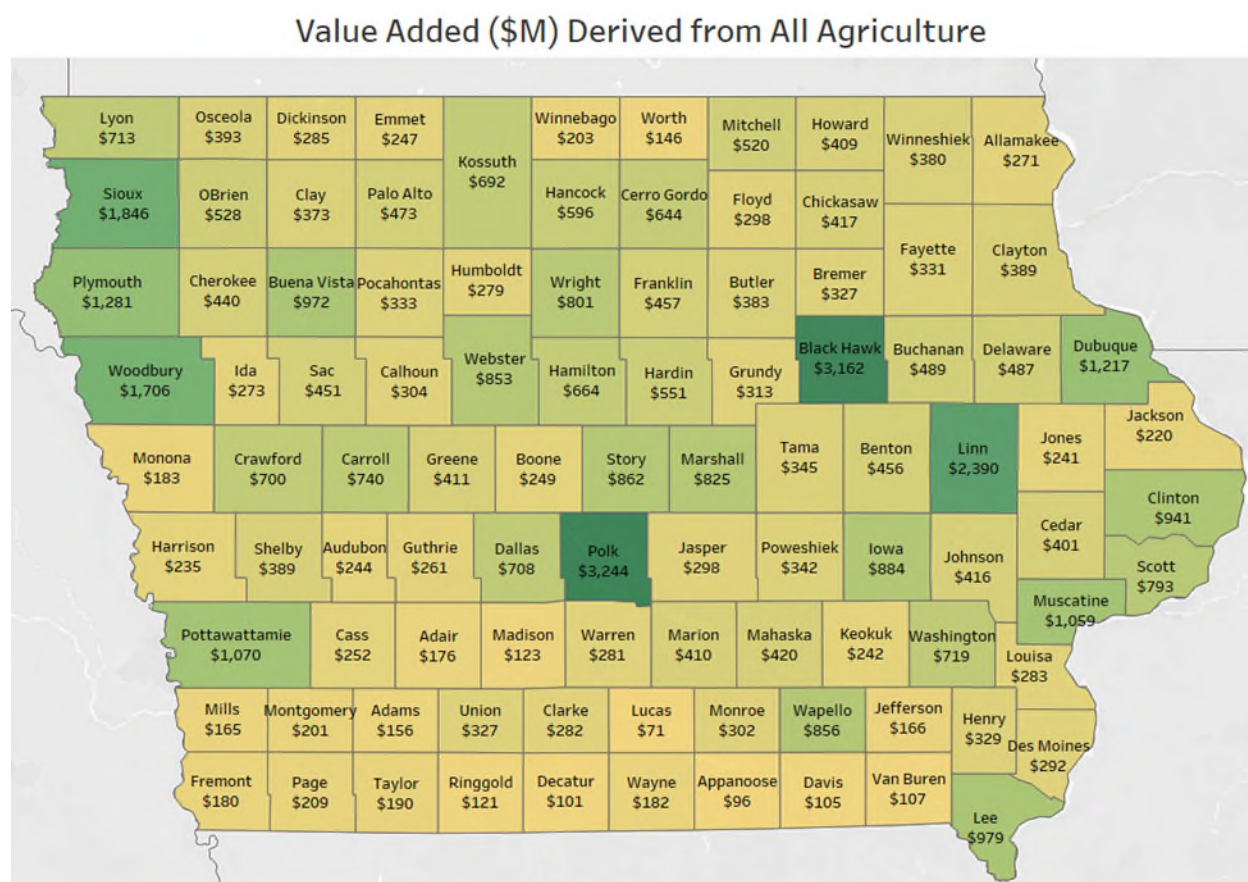 Value Added ($M) Derived from All Agriculture
Lyon
$713
Osceola
$393
Dickinson
$285
Emmet
$247
Kossuth
$692
Winnebago
$203
Worth
$146
Mitchell
$520
Howard
$409
Winneshiek
$380
Allamakee
$271
Sioux
$1,846
OBrien
$528
Clay
$373
Palo Alto
$473
Hancock
$596
Cerro Gordo
$644
Floyd
$298
Chickasaw
$417
Plymouth
$1,281
Cherokee
$440
Buena Vista
$972
Pocahontas
$333
Humboldt
$279
Wright
$801
Franklin
$457
Butler
$383
Bremer
$327
Fayette
$331
Clayton
$389
Woodbury
$1,706
Ida
$273
Sac
$451
Calhoun
$304
Webster
$853
Hamilton
$664
Hardin
$551
Grundy
$313
Black Hawk
$3,162
Buchanan
$489
Delaware
$487
Dubuque
$1,217
Monona
$183
Crawford
$700
Carroll
$740
Greene
$411
Boone
$249
Story
$862
Marshall
$825
Tama
$345
Benton
$456
Linn
$2,390
Jones
$241
Jackson
$220
Clinton
$941
Harrison
$235
Shelby
$389
Audubon
$244
Guthrie
$261
Dallas
$708
Polk
$3,244
Jasper
$298
Poweshiek
$342
Iowa
$884
Johnson
$416
Cedar
$401
Scott
$793
Muscatine
$1,059
Pottawattamie
$1,070
Cass
$252
Adair
$176
Madison
$123
Warren
$281
Marion
$410
Mahaska
$420
Keokuk
$242
Washington
$719
Louisa
$283
Mills
$165
Montgomery
$201
Adams
$156
Union
$327
Clarke
$282
Lucas
$71
Monroe
$302
Wapello
$856
Jefferson
$166
Henry
$329
Des Moines
$292
Fremont
$180
Page
$209
Taylor
$190
Ringgold
$121
Decatur
$101
Wayne
$182
Appanoose
$96
Davis
$105
Van Buren
$107
Lee
$979